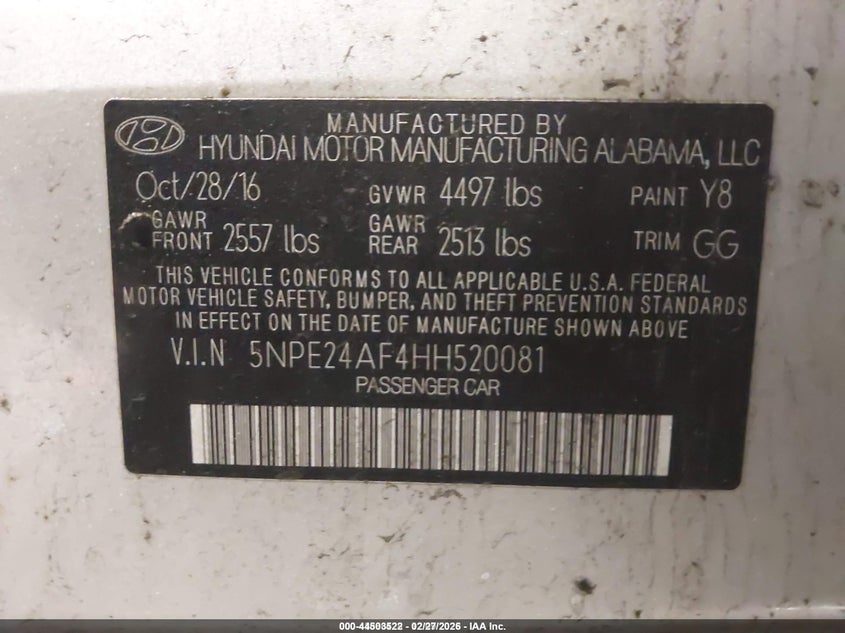 MANUFACTURED BY
HYUNDAI MOTOR MANUFACTURING ALABAMA, LLC
Oct/28/16 GVWR 4497 lbs PAINT Y8
GAWR FRONT 2557 lbs GAWR REAR 2513 lbs TRIM GG
THIS VEHICLE CONFORMS TO ALL APPLICABLE U.S.A. FEDERAL
MOTOR VEHICLE SAFETY, BUMPER, AND THEFT PREVENTION STANDARDS
IN EFFECT ON THE DATE OF MANUFACTURE SHOWN ABOVE
V.I.N 5NPE24AF4HH520081
PASSENGER CAR
000-44503522 - 02/27/2026 - IAA Inc.